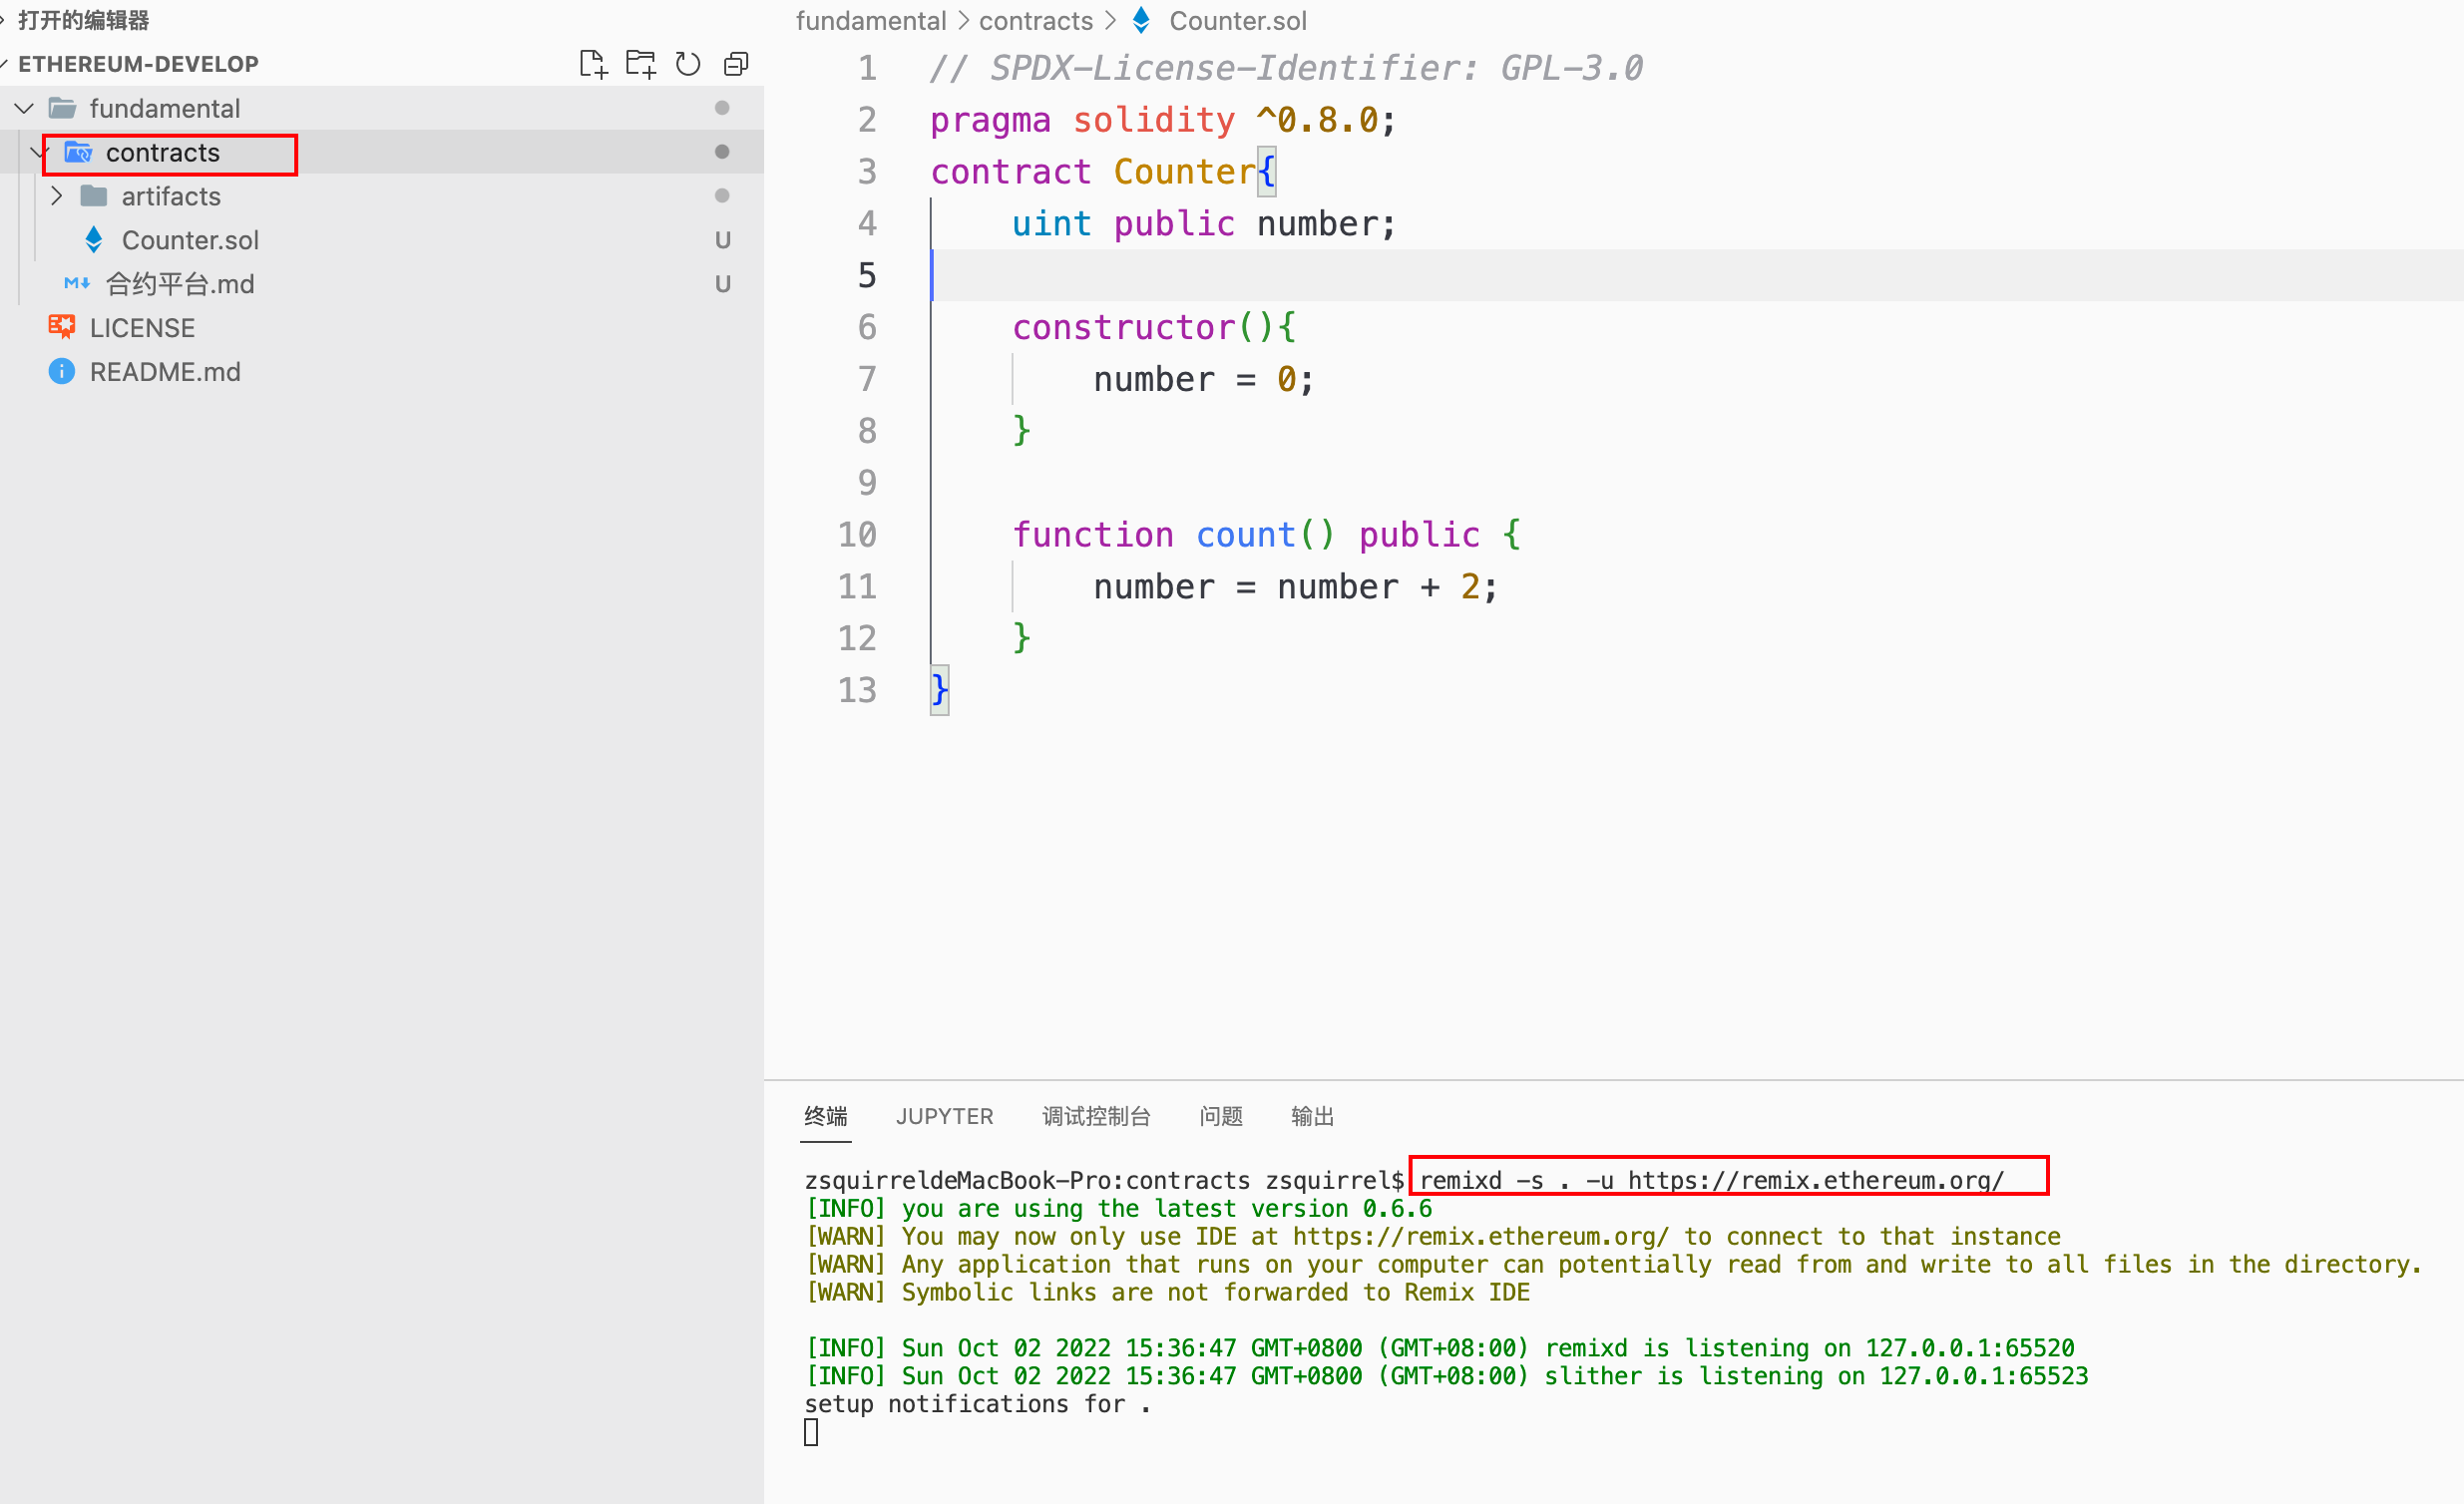 打开的编辑器
ETHEREUM-DEVELOP
fundamental
contracts
artifacts
Counter.sol U
合约平台.md U
LICENSE
README.md
fundamental > contracts > Counter.sol
1 // SPDX-License-Identifier: GPL-3.0
2 pragma solidity ^0.8.0;
3 contract Counter{
4 uint public number;
5
6 constructor(){
7 number = 0;
8 }
9
10 function count() public {
11 number = number + 2;
12 }
13 }
终端 JUPYTER 调试控制台 问题 输出
zsquirreldeMacBook-Pro:contracts zsquirrel$ remixd -s . -u https://remix.ethereum.org/
[INFO] you are using the latest version 0.6.6
[WARN] You may now only use IDE at https://remix.ethereum.org/ to connect to that instance
[WARN] Any application that runs on your computer can potentially read from and write to all files in the directory.
[WARN] Symbolic links are not forwarded to Remix IDE
[INFO] Sun Oct 02 2022 15:36:47 GMT+0800 (GMT+08:00) remixd is listening on 127.0.0.1:65520
[INFO] Sun Oct 02 2022 15:36:47 GMT+0800 (GMT+08:00) slither is listening on 127.0.0.1:65523
setup notifications for .